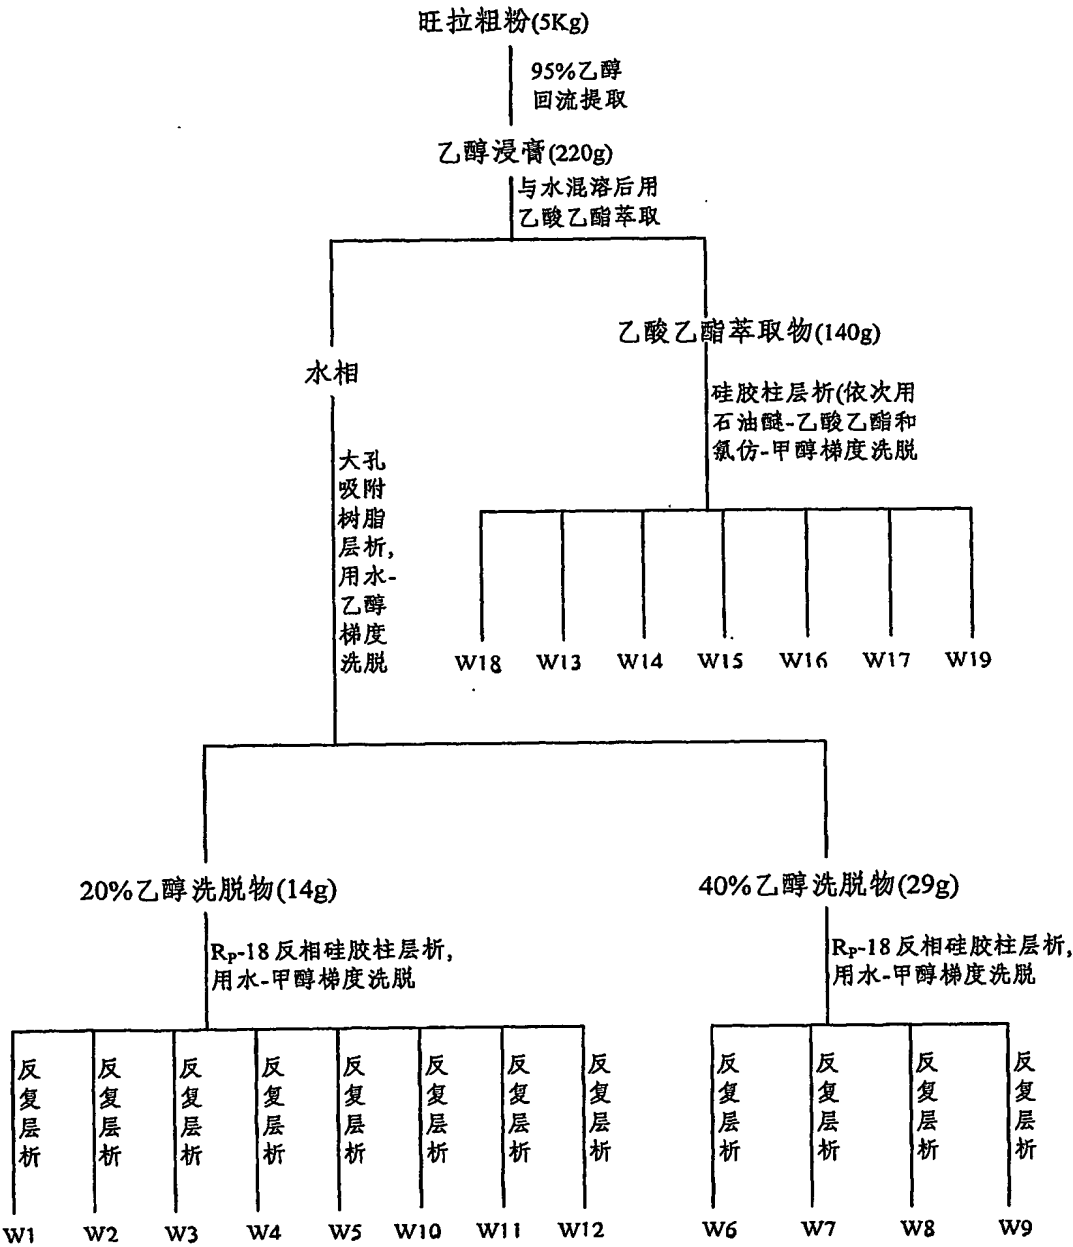 旺拉粗粉(5Kg)
95%乙醇
回流提取
乙醇浸膏(220g)
与水混溶后用
乙酸乙酯萃取
乙酸乙酯萃取物(140g)
水相
硅胶柱层析(依次用
石油醚-乙酸乙酯和
氯仿-甲醇梯度洗脱
大孔
吸附
树脂
层析,
用水-
乙醇
梯度
洗脱
W18
W13
W14
W15
W16
W17
W19
20%乙醇洗脱物(14g)
40%乙醇洗脱物(29g)
RP-18反相硅胶柱层析,
用水-甲醇梯度洗脱
RP-18反相硅胶柱层析,
用水-甲醇梯度洗脱
反复层析
反复层析
反复层析
反复层析
反复层析
反复层析
反复层析
反复层析
反复层析
反复层析
反复层析
反复层析
W1
W2
W3
W4
W5
W10
W11
W12
W6
W7
W8
W9